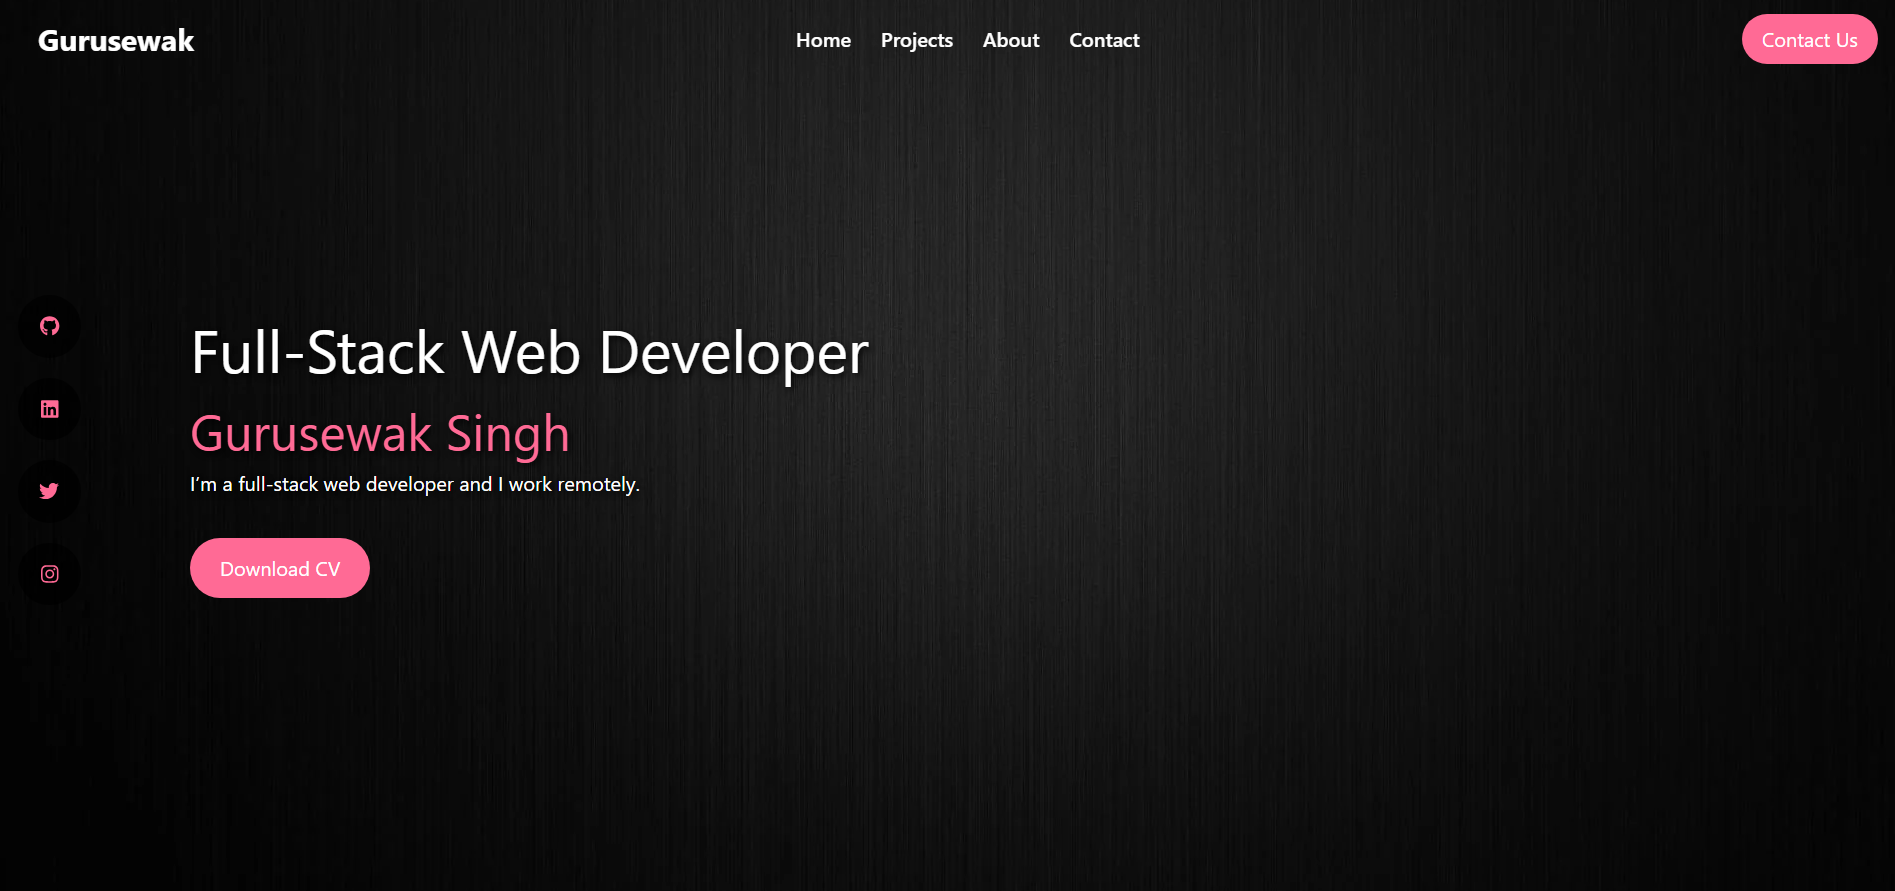 Gurusewak
Home Projects About Contact
Contact Us
Full-Stack Web Developer
Gurusewak Singh
I’m a full-stack web developer and I work remotely.
Download CV